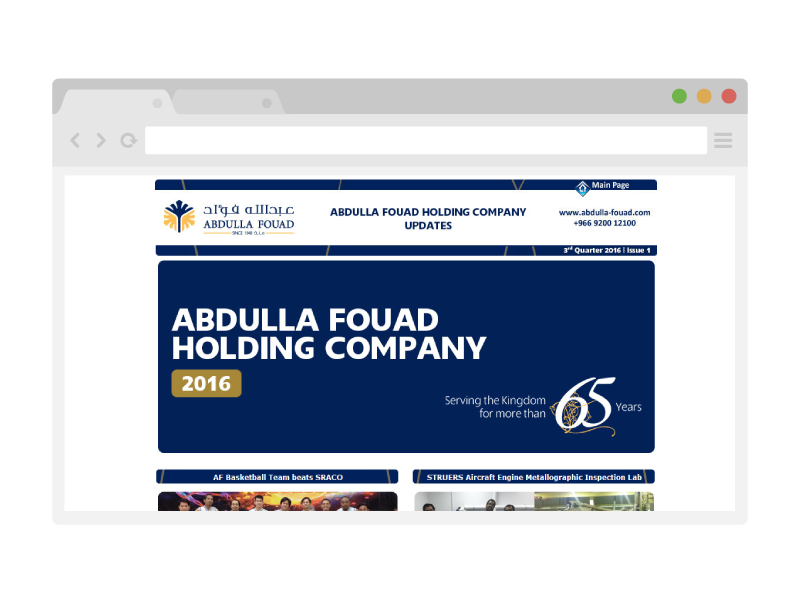 Main Page
عبدالله فؤاد
ABDULLA FOUAD
SINCE 1948
ABDULLA FOUAD HOLDING COMPANY
UPDATES
www.abdulla-fouad.com
+966 9200 12100
3rd Quarter 2016 | Issue 1
ABDULLA FOUAD
HOLDING COMPANY
2016
Serving the Kingdom
for more than
65
Years
AF Basketball Team beats SRACO
STRUERS Aircraft Engine Metallographic Inspection Lab